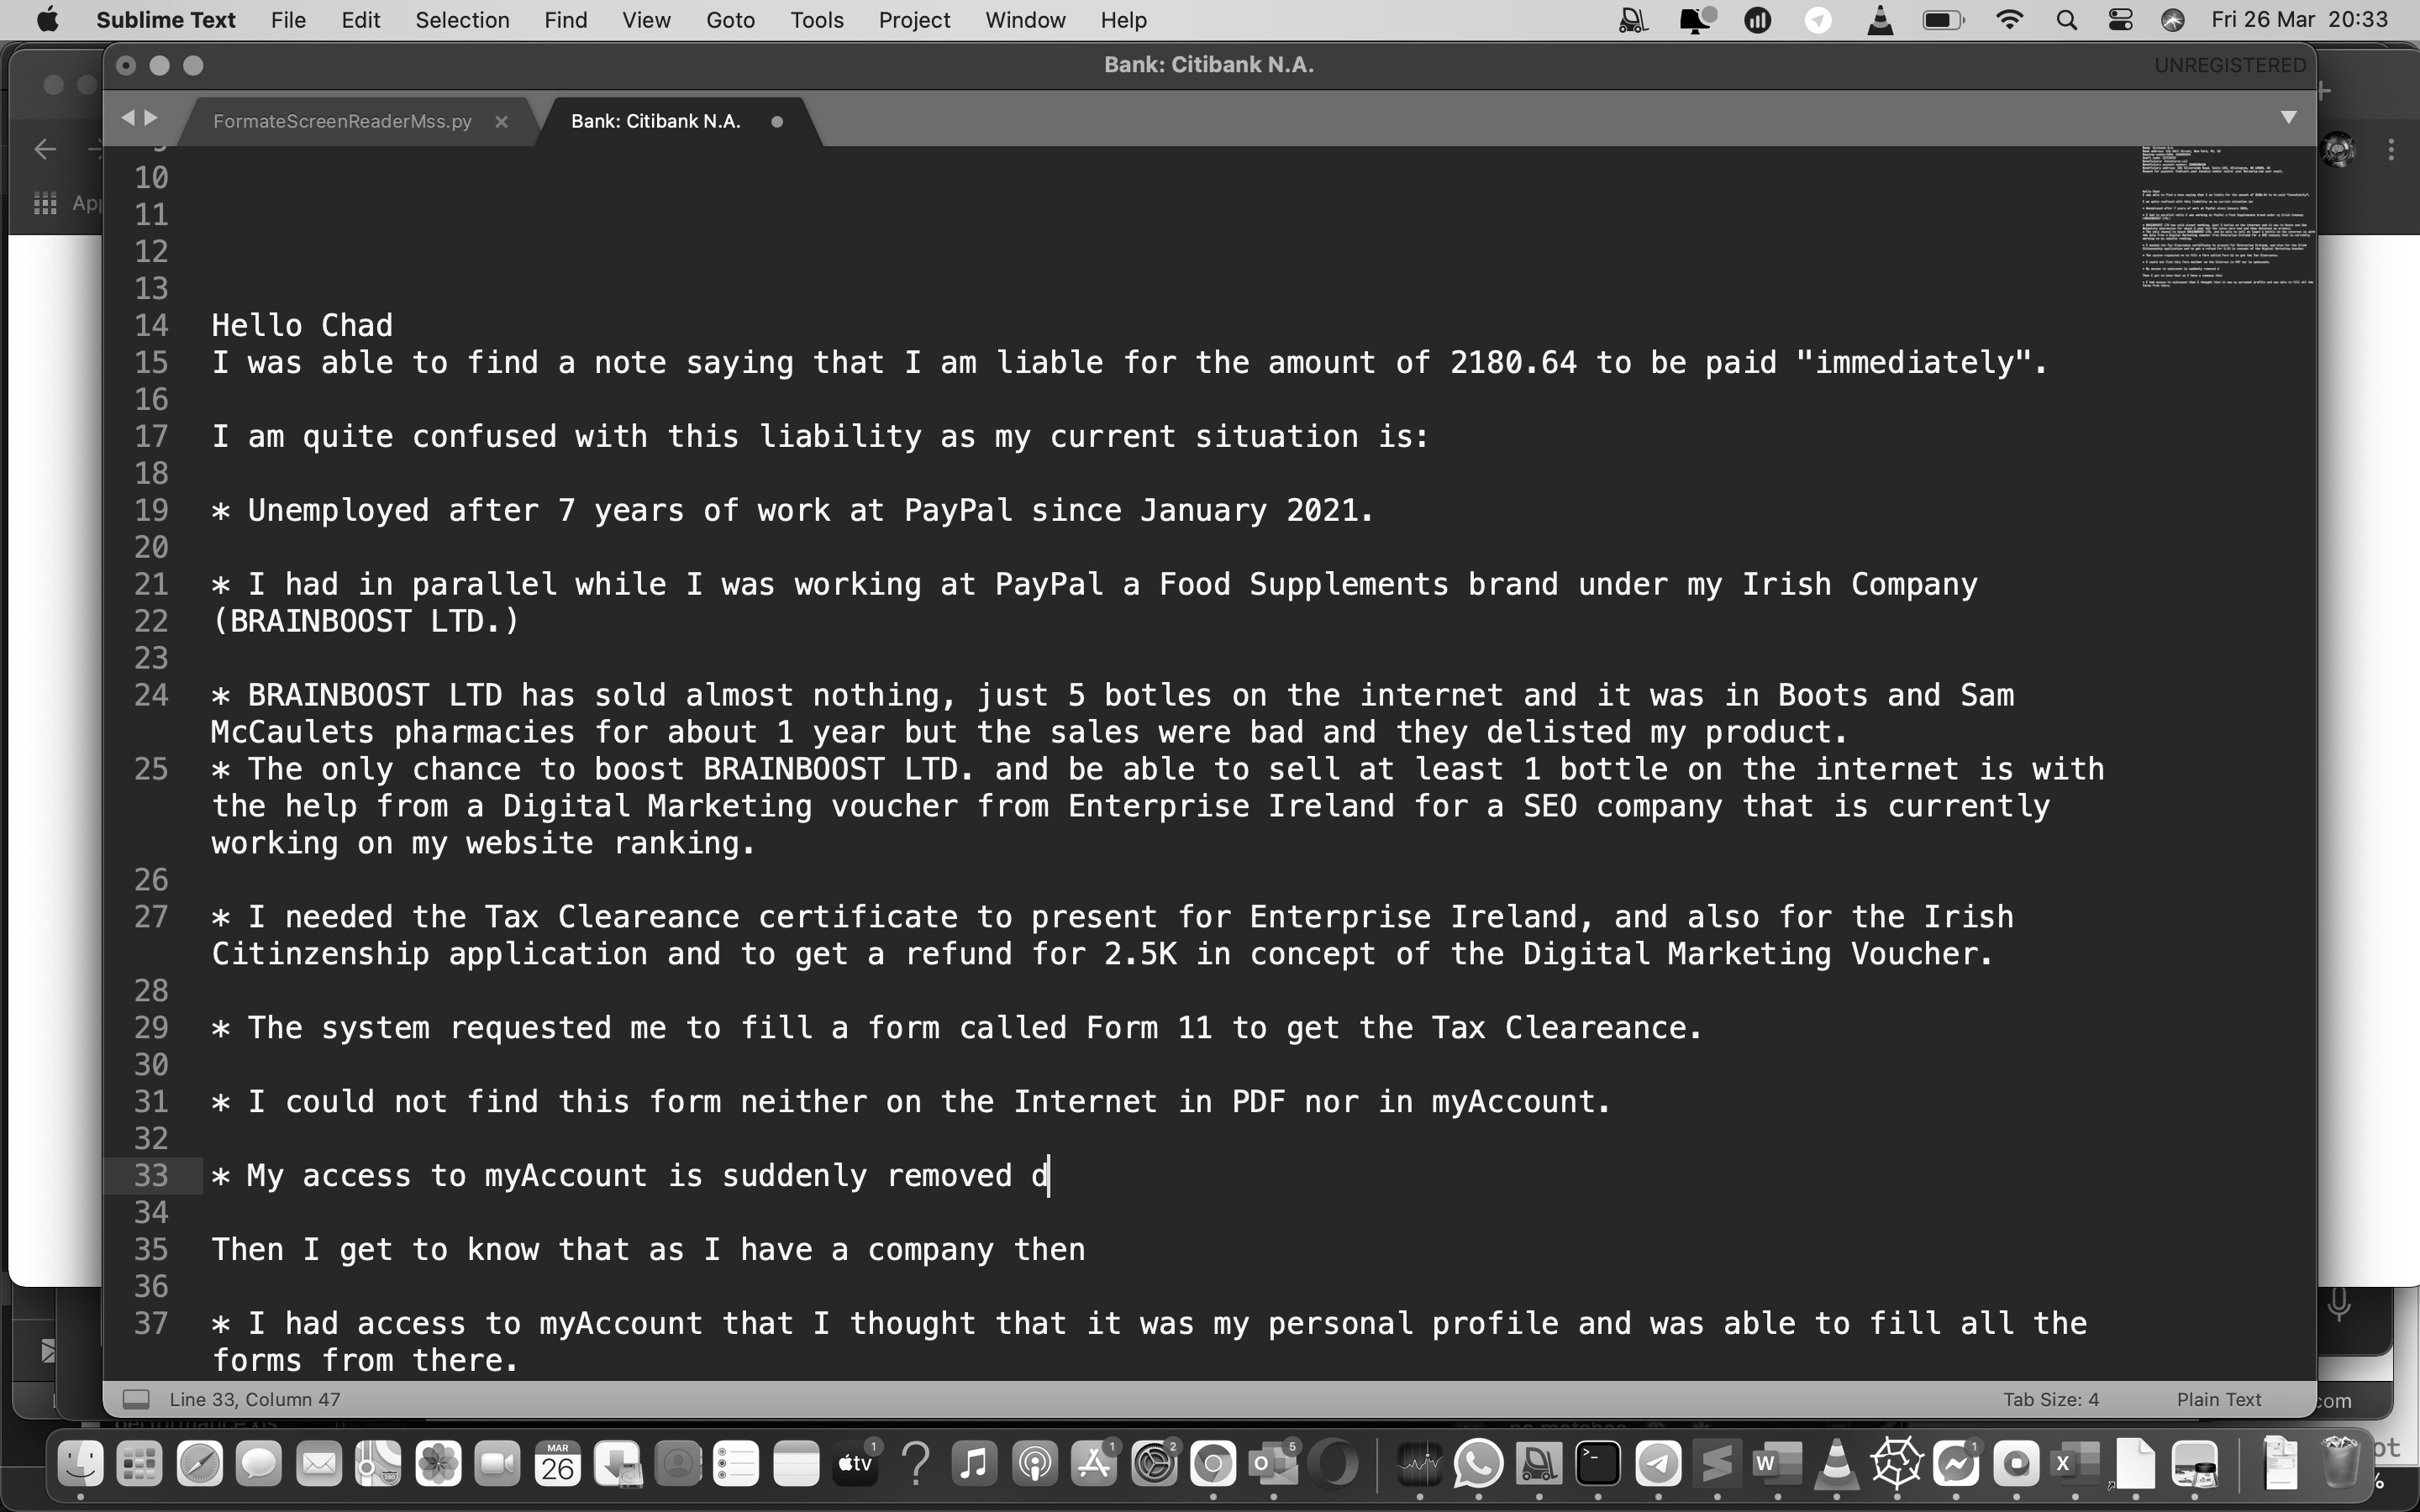 Sublime Text File Edit Selection Find View Goto Tools Project Window Help Fri 26 Mar 20:33
Bank: Citibank N.A. UNREGISTERED
FormateScreenReaderMss.py Bank: Citibank N.A.
10
11
12
13
14 Hello Chad
15 I was able to find a note saying that I am liable for the amount of 2180.64 to be paid "immediately".
16
17 I am quite confused with this liability as my current situation is:
18
19 * Unemployed after 7 years of work at PayPal since January 2021.
20
21 * I had in parallel while I was working at PayPal a Food Supplements brand under my Irish Company
22 (BRAINBOOST LTD.)
23
24 * BRAINBOOST LTD has sold almost nothing, just 5 botles on the internet and it was in Boots and Sam
McCaulets pharmacies for about 1 year but the sales were bad and they delisted my product.
25 * The only chance to boost BRAINBOOST LTD. and be able to sell at least 1 bottle on the internet is with
the help from a Digital Marketing voucher from Enterprise Ireland for a SEO company that is currently
working on my website ranking.
26
27 * I needed the Tax Cleareance certificate to present for Enterprise Ireland, and also for the Irish
Citinzenship application and to get a refund for 2.5K in concept of the Digital Marketing Voucher.
28
29 * The system requested me to fill a form called Form 11 to get the Tax Cleareance.
30
31 * I could not find this form neither on the Internet in PDF nor in myAccount.
32
33 * My access to myAccount is suddenly removed d
34
35 Then I get to know that as I have a company then
36
37 * I had access to myAccount that I thought that it was my personal profile and was able to fill all the
forms from there.
Line 33, Column 47 Tab Size: 4 Plain Text
MAR
26
tv